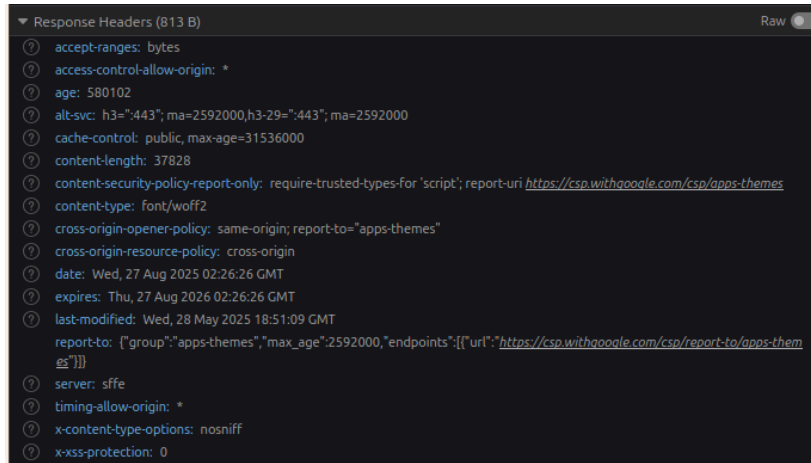 Response Headers (813 B) Raw
accept-ranges: bytes
access-control-allow-origin: *
age: 580102
alt-svc: h3=":443"; ma=2592000,h3-29=":443"; ma=2592000
cache-control: public, max-age=31536000
content-length: 37828
content-security-policy-report-only: require-trusted-types-for 'script'; report-uri https://csp.withgoogle.com/csp/apps-themes
content-type: font/woff2
cross-origin-opener-policy: same-origin; report-to="apps-themes"
cross-origin-resource-policy: cross-origin
date: Wed, 27 Aug 2025 02:26:26 GMT
expires: Thu, 27 Aug 2026 02:26:26 GMT
last-modified: Wed, 28 May 2025 18:51:09 GMT
report-to: {"group":"apps-themes","max_age":2592000,"endpoints":[{"url":"https://csp.withgoogle.com/csp/report-to/apps-them
es"}]}
server: sffe
timing-allow-origin: *
x-content-type-options: nosniff
x-xss-protection: 0